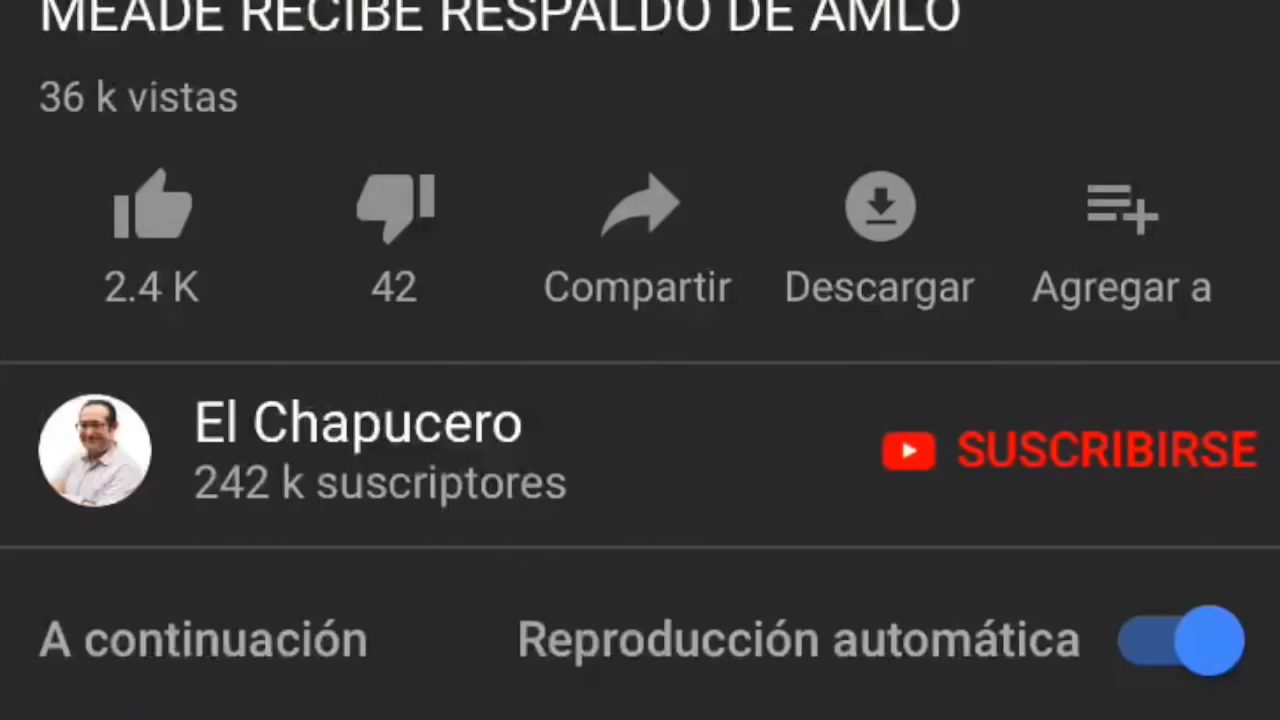 MEADE RECIBE RESPALDO DE AMLO
36 k vistas
2.4 K 42 Compartir Descargar Agregar a
El Chapucero
242 k suscriptores
SUSCRIBIRSE
A continuación Reproducción automática